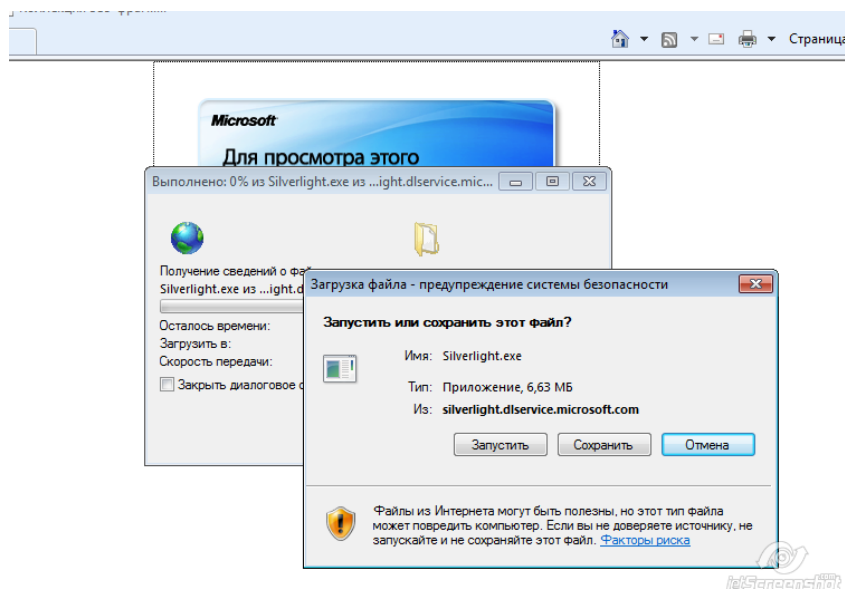 Страница
Microsoft
Для просмотра этого
Выполнено: 0% из Silverlight.exe из ...ight.dlservice.mic...
Получение сведений о фай
Silverlight.exe из ...ight.d
Осталось времени:
Загрузить в:
Скорость передачи:
Закрыть диалоговое о
Загрузка файла - предупреждение системы безопасности
Запустить или сохранить этот файл?
Имя: Silverlight.exe
Тип: Приложение, 6,63 МБ
Из: silverlight.dlservice.microsoft.com
Запустить Сохранить Отмена
Файлы из Интернета могут быть полезны, но этот тип файла
может повредить компьютер. Если вы не доверяете источнику, не
запускайте и не сохраняйте этот файл. Факторы риска
jetScreenshot